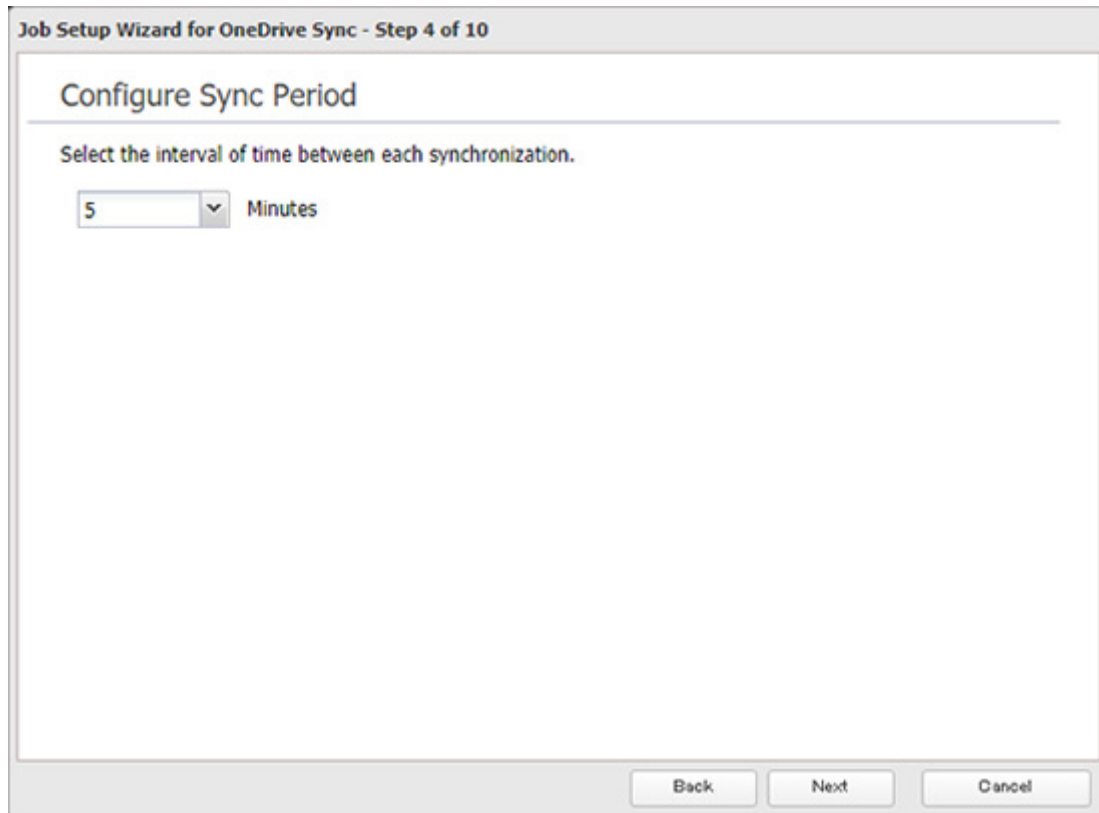 Job Setup Wizard for OneDrive Sync - Step 4 of 10
Configure Sync Period
Select the interval of time between each synchronization.
5 Minutes
Back Next Cancel